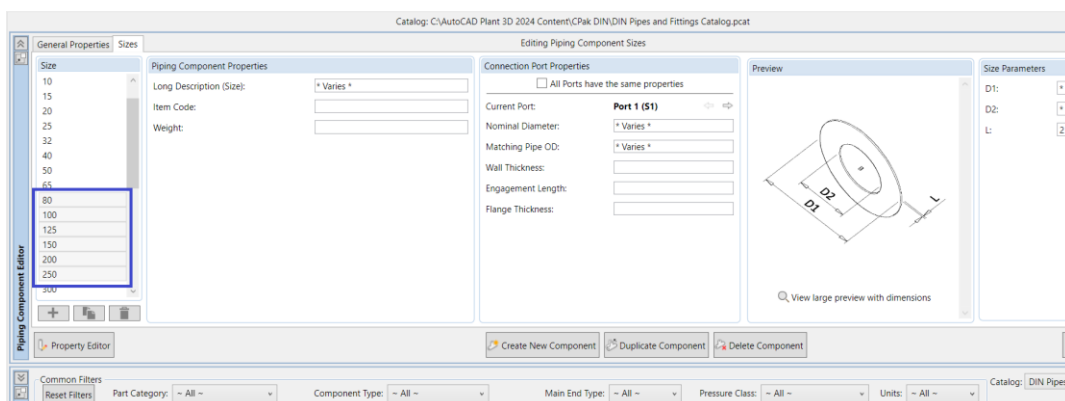 Catalog: C:\AutoCAD Plant 3D 2024 Content\CPak DIN\DIN Pipes and Fittings Catalog.pcat
General Properties Sizes
Editing Piping Component Sizes
Piping Component Editor
Size
10
15
20
25
32
40
50
65
80
100
125
150
200
250
300
Piping Component Properties
Long Description (Size): * Varies *
Item Code:
Weight:
Connection Port Properties
All Ports have the same properties
Current Port: Port 1 (S1)
Nominal Diameter: * Varies *
Matching Pipe OD: * Varies *
Wall Thickness:
Engagement Length:
Flange Thickness:
Preview
D2
D1
L
View large preview with dimensions
Size Parameters
D1: *
D2: *
L: 2
Property Editor
Create New Component Duplicate Component Delete Component
Common Filters
Reset Filters Part Category: ~ All ~ Component Type: ~ All ~ Main End Type: ~ All ~ Pressure Class: ~ All ~ Units: ~ All ~
Catalog: DIN Pipes